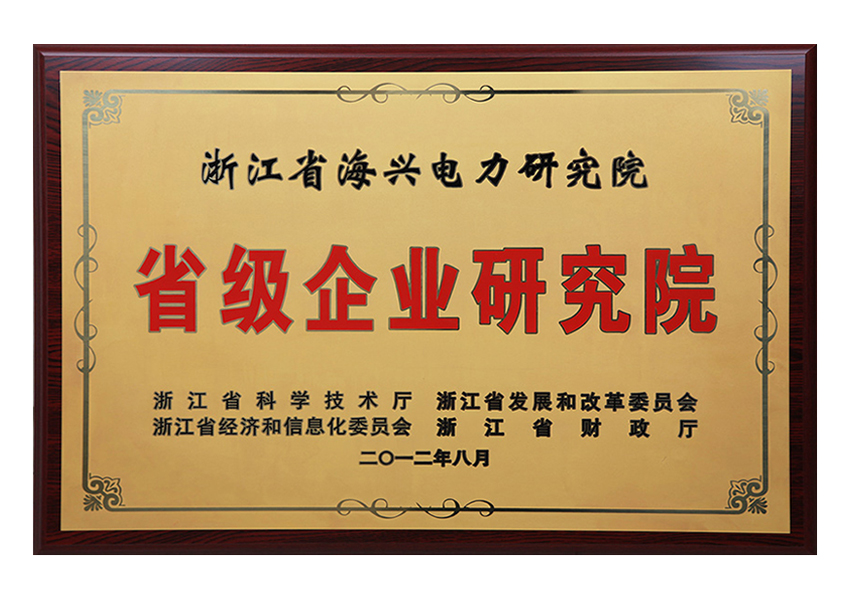 浙江省海兴电力研究院
省级企业研究院
浙江省科学技术厅 浙江省发展和改革委员会
浙江省经济和信息化委员会 浙江省财政厅
二〇一二年八月